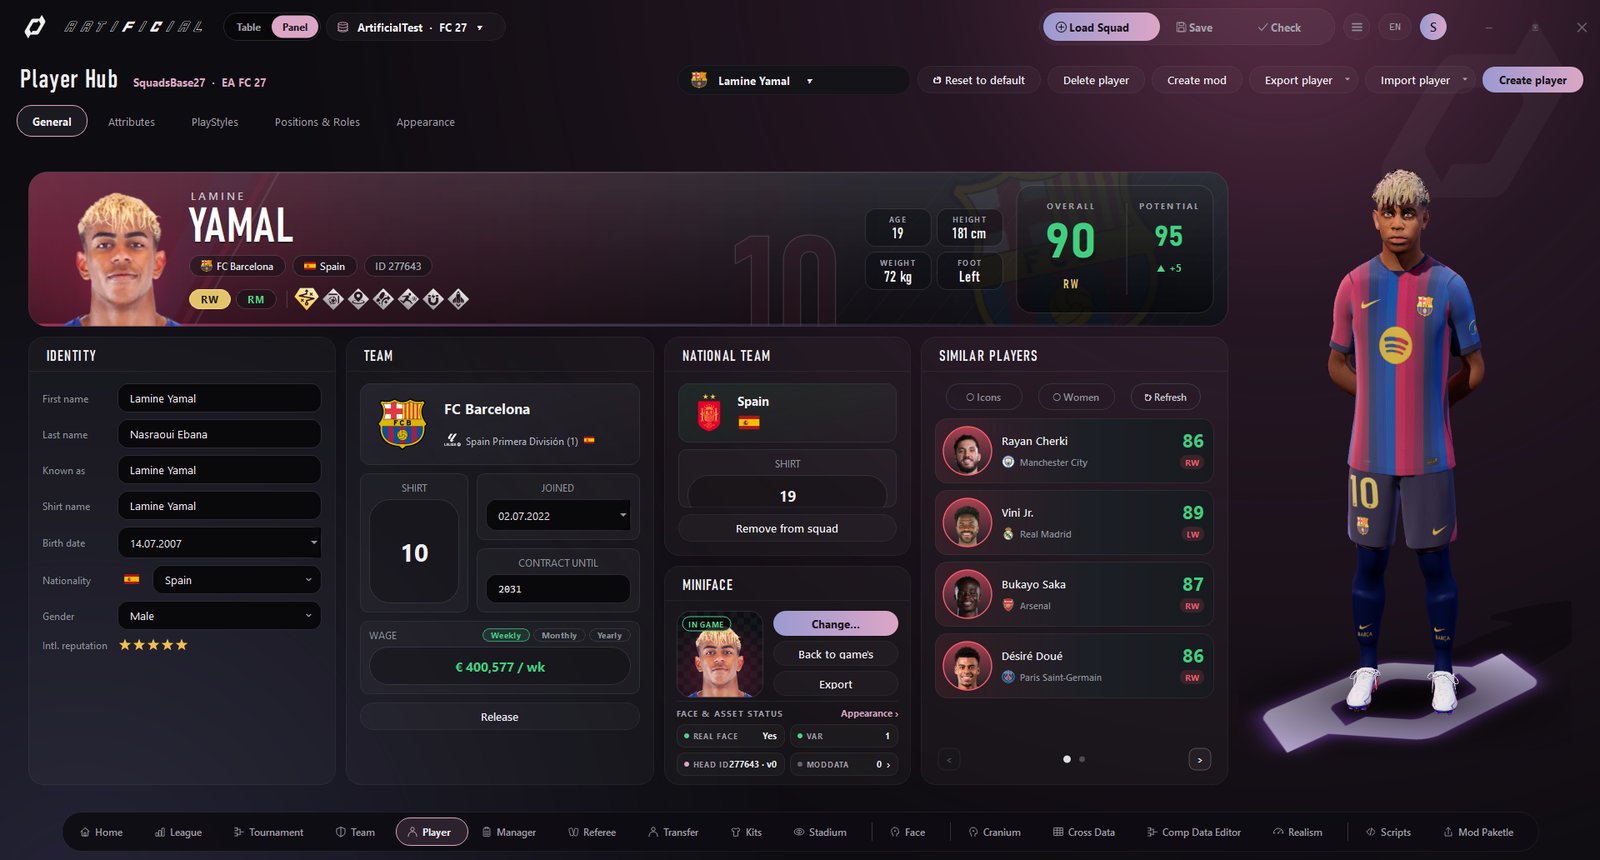 ARTIFICIAL
Table Panel
ArtificialTest · FC 27
Load Squad
Save
Check
EN
S
Player Hub SquadsBase27 · EA FC 27
Lamine Yamal
Reset to default
Delete player
Create mod
Export player
Import player
Create player
General
Attributes
PlayStyles
Positions & Roles
Appearance
LAMINE
YAMAL
FC Barcelona
Spain
ID 277643
RW RM
10
AGE
19
HEIGHT
181 cm
WEIGHT
72 kg
FOOT
Left
OVERALL
90
RW
POTENTIAL
95
▲ +5
IDENTITY
First name Lamine Yamal
Last name Nasraoui Ebana
Known as Lamine Yamal
Shirt name Lamine Yamal
Birth date 14.07.2007
Nationality Spain
Gender Male
Intl. reputation ★★★★★
TEAM
FCB
FC Barcelona
Spain Primera División (1)
SHIRT
10
JOINED
02.07.2022
CONTRACT UNTIL
2031
WAGE Weekly Monthly Yearly
€ 400,577 / wk
Release
NATIONAL TEAM
Spain
SHIRT
19
Remove from squad
MINIFACE
IN GAME
Change...
Back to game's
Export
FACE & ASSET STATUS Appearance ›
REAL FACE Yes
VAR 1
HEAD ID 277643 · v0
MODDATA 0 ›
SIMILAR PLAYERS
Icons
Women
Refresh
Rayan Cherki 86
Manchester City RW
Vini Jr. 89
Real Madrid LW
Bukayo Saka 87
Arsenal RW
Désiré Doué 86
Paris Saint-Germain RW
< >
10
BARÇA BARÇA
Home
League
Tournament
Team
Player
Manager
Referee
Transfer
Kits
Stadium
Face
Cranium
Cross Data
Comp Data Editor
Realism
Scripts
Mod Paketle